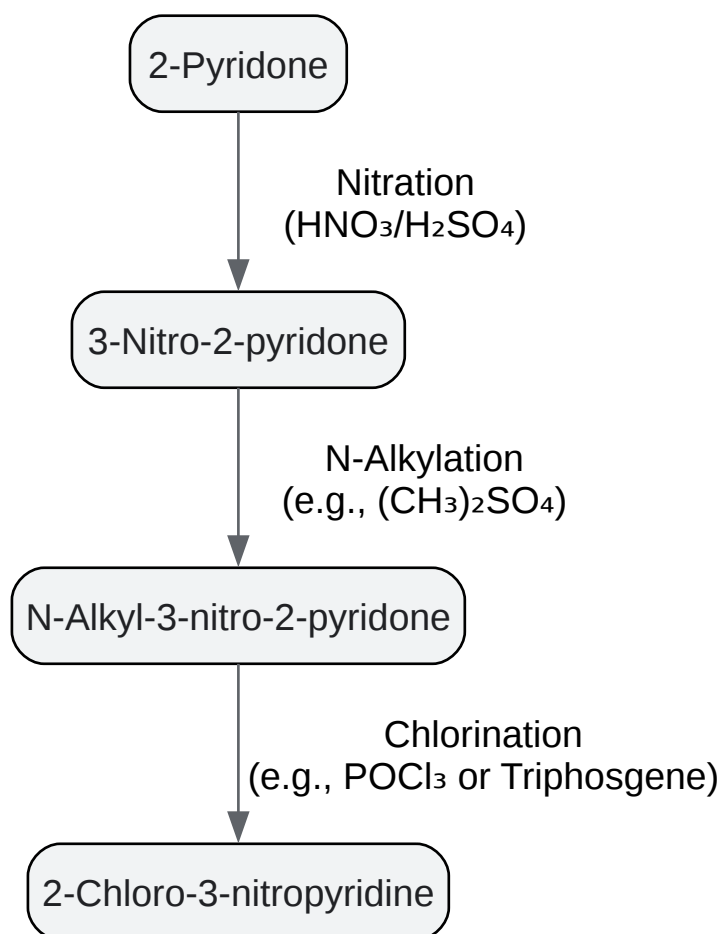 2-Pyridone
Nitration
(HNO₃/H₂SO₄)
3-Nitro-2-pyridone
N-Alkylation
(e.g., (CH₃)₂SO₄)
N-Alkyl-3-nitro-2-pyridone
Chlorination
(e.g., POCl₃ or Triphosgene)
2-Chloro-3-nitropyridine